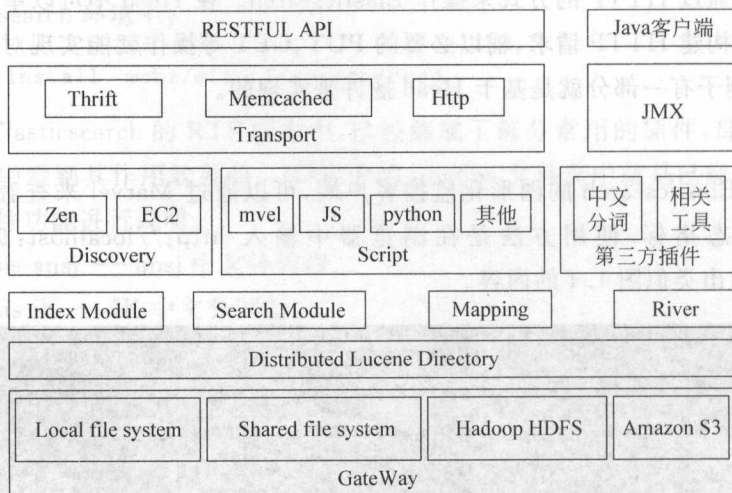 RESTFUL API
Java客户端
Thrift
Memcached
Http
Transport
JMX
Zen
EC2
Discovery
mvel
JS
python
其他
Script
中文
分词
相关
工具
第三方插件
Index Module
Search Module
Mapping
River
Distributed Lucene Directory
Local file system
Shared file system
Hadoop HDFS
Amazon S3
GateWay